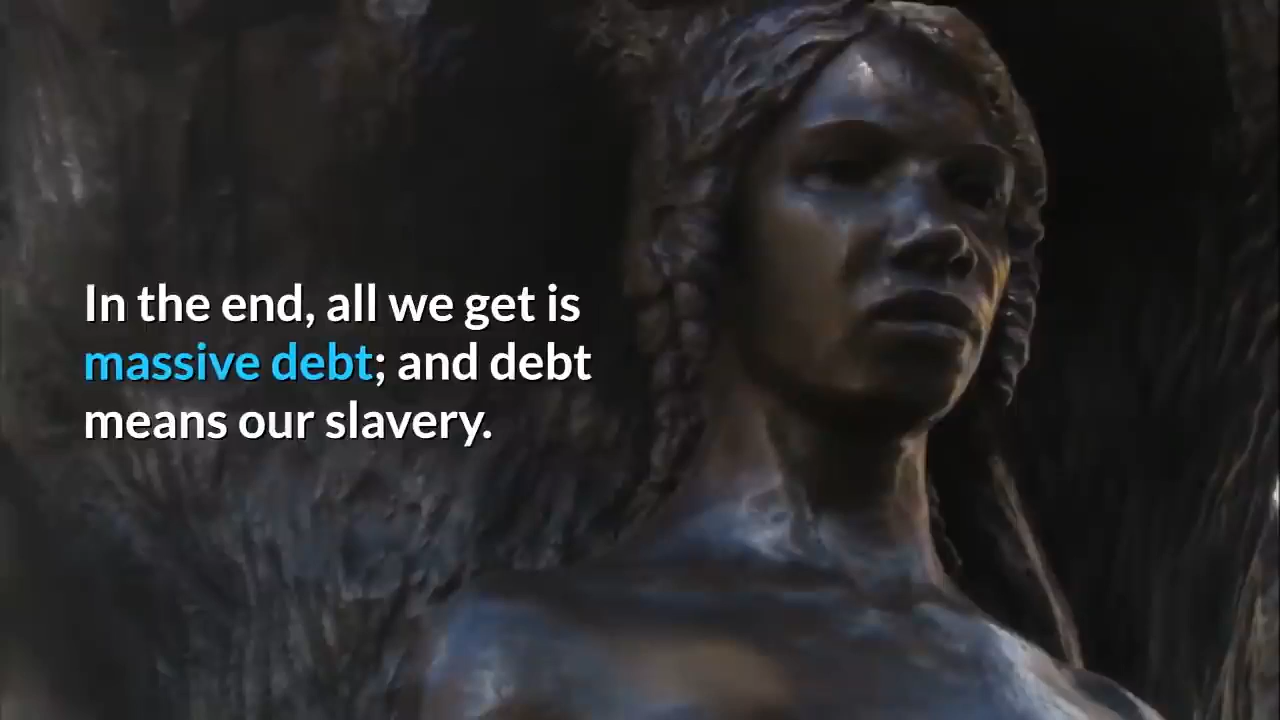 In the end, all we get is
massive debt; and debt
means our slavery.